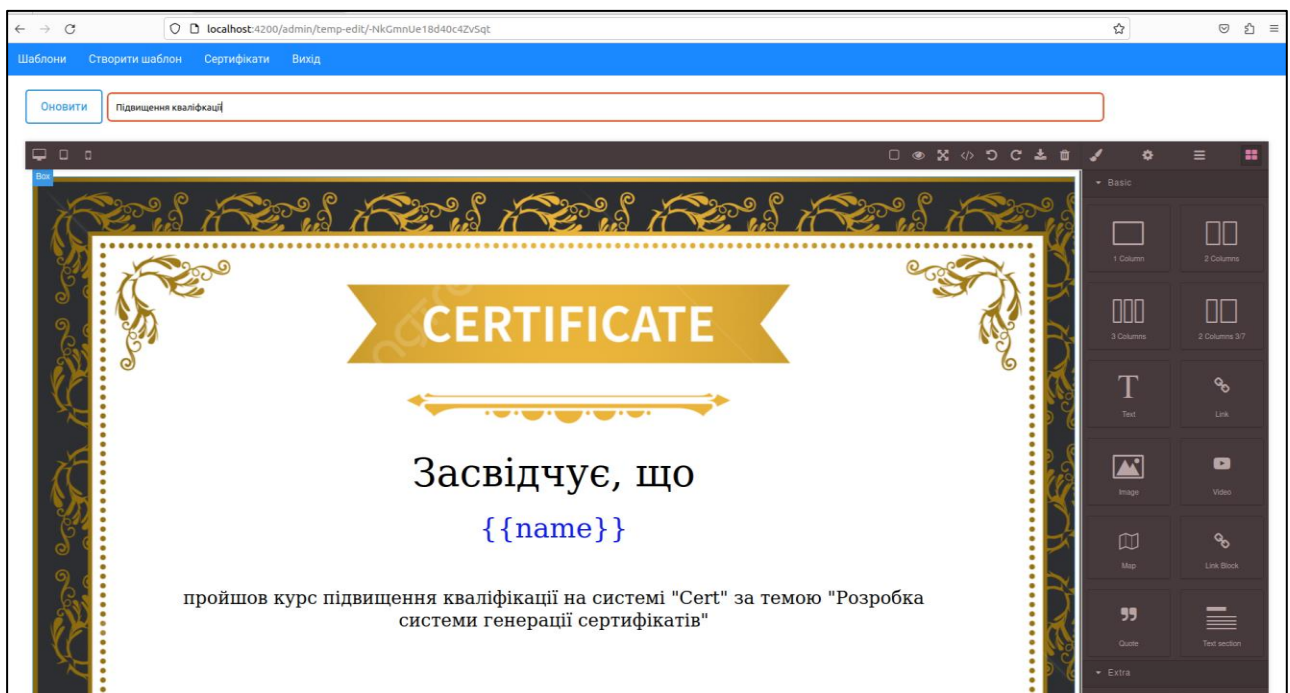 localhost:4200/admin/temp-edit/-NkGmnUe18d40c4ZvSqt
Шаблони Створити шаблон Сертифікати Вихід
Оновити Підвищення кваліфкації
Box
Basic
CERTIFICATE
Засвідчує, що
{{name}}
пройшов курс підвищення кваліфікації на системі "Cert" за темою "Розробка
системи генерації сертифікатів"
1 Column 2 Columns
3 Columns 2 Columns 3/7
Text Link
Image Video
Map Link Block
Quote Text section
Extra